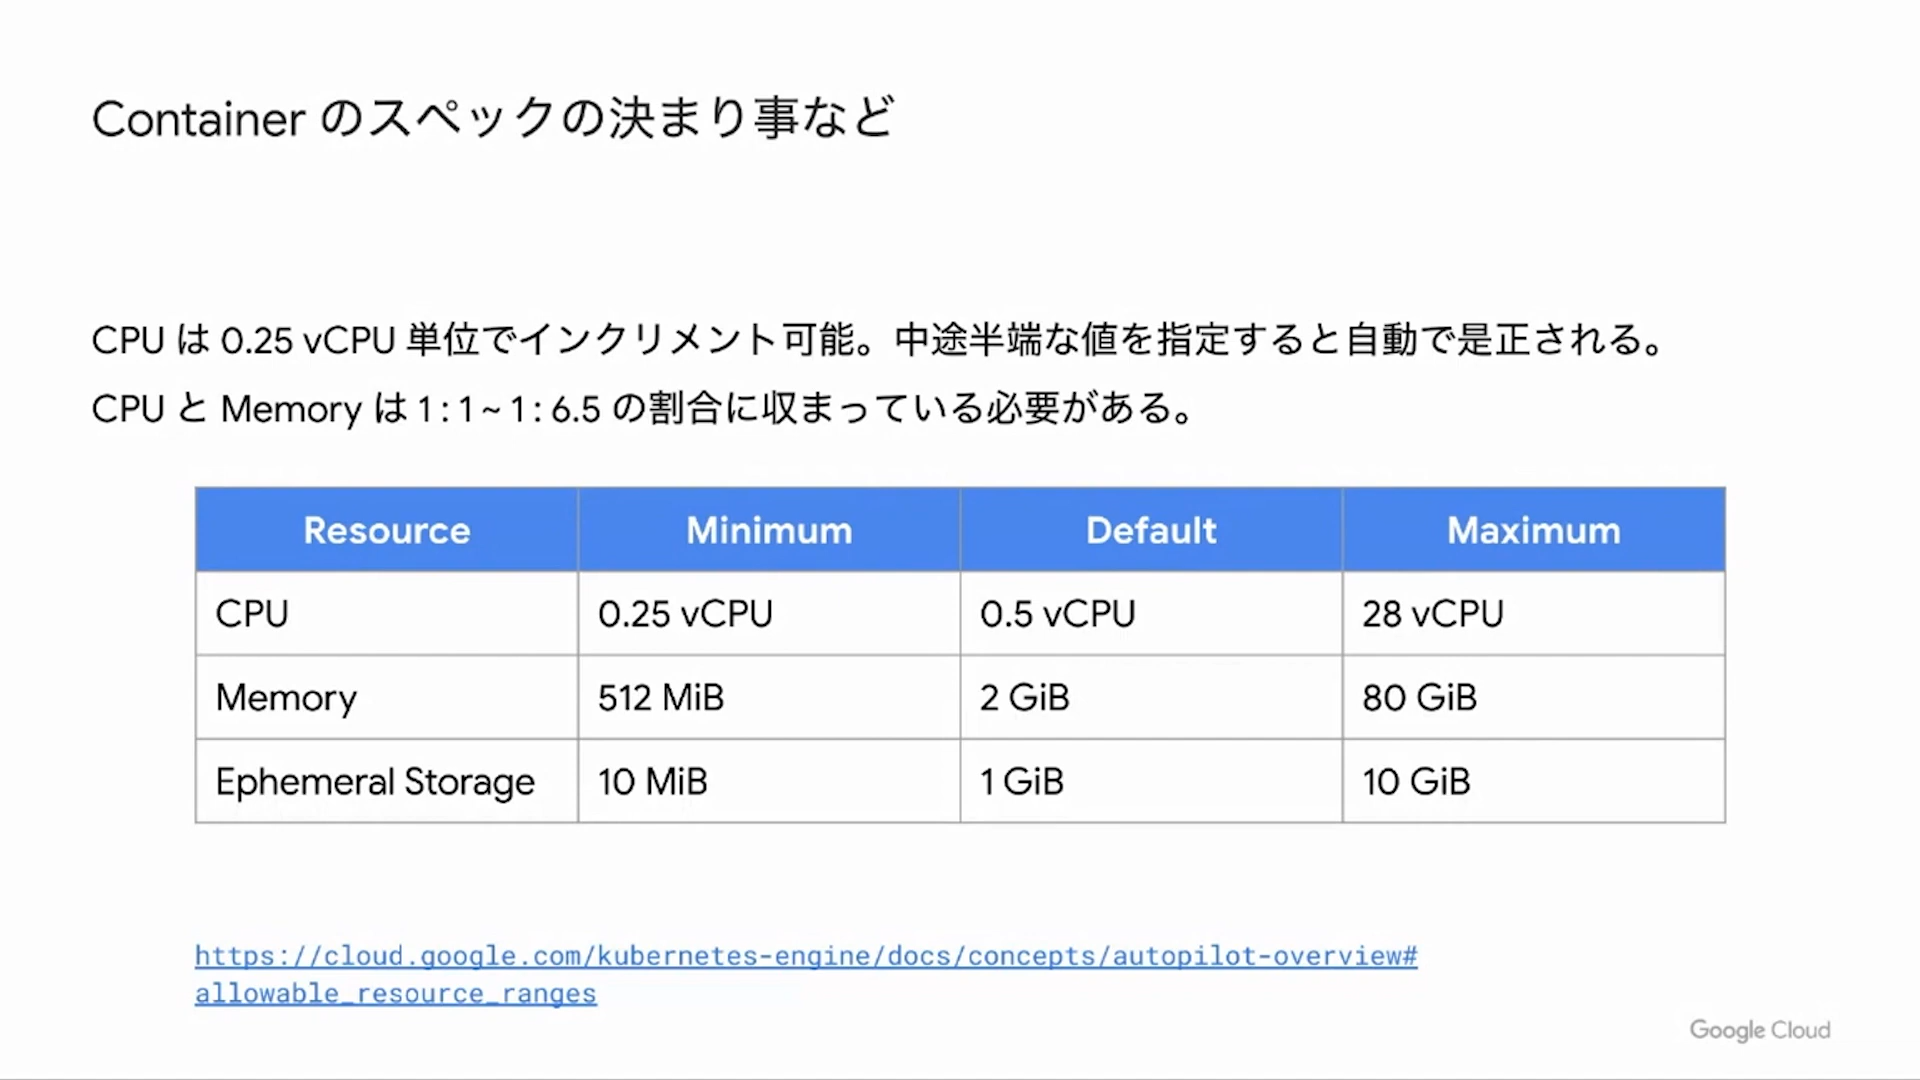 Container のスペックの決まり事など
CPU は 0.25 vCPU 単位でインクリメント可能。中途半端な値を指定すると自動で是正される。
CPU と Memory は 1 : 1 ~ 1 : 6.5 の割合に収まっている必要がある。
Resource Minimum Default Maximum
CPU 0.25 vCPU 0.5 vCPU 28 vCPU
Memory 512 MiB 2 GiB 80 GiB
Ephemeral Storage 10 MiB 1 GiB 10 GiB
https://cloud.google.com/kubernetes-engine/docs/concepts/autopilot-overview#
allowable_resource_ranges
Google Cloud